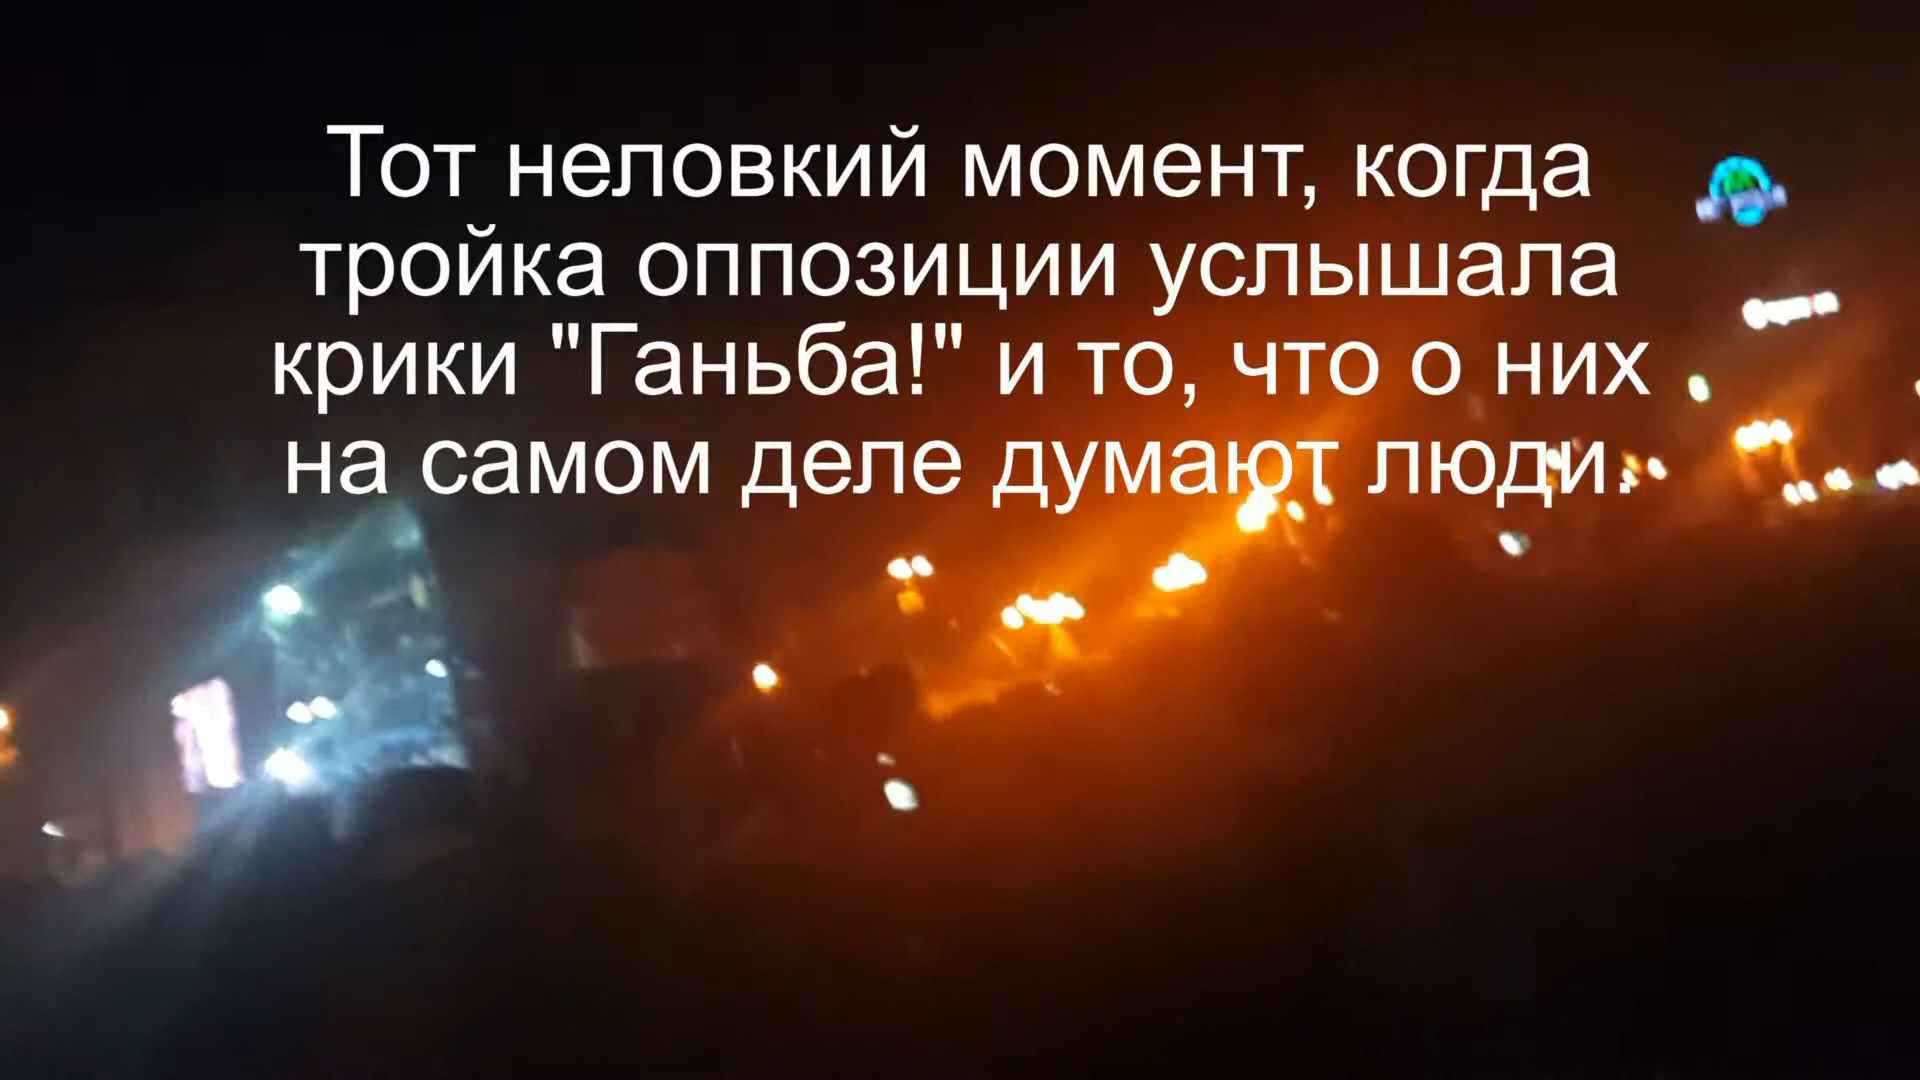 Тот неловкий момент, когда
тройка оппозиции услышала
крики "Ганьба!" и то, что о них
на самом деле думают люди.